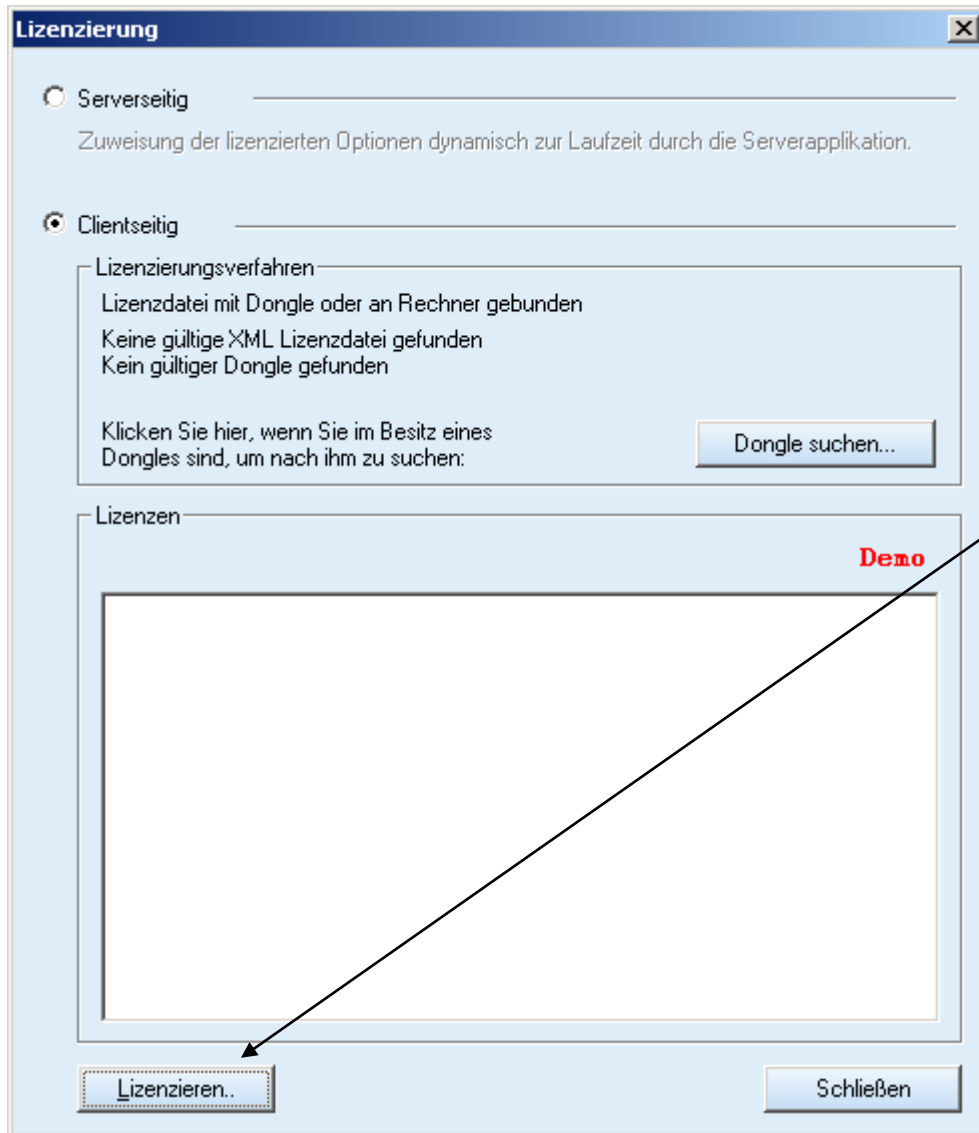 Lizenzierung
Serverseitig
Zuweisung der lizenzierten Optionen dynamisch zur Laufzeit durch die Serverapplikation.
Clientseitig
Lizenzierungsverfahren
Lizenzdatei mit Dongle oder an Rechner gebunden
Keine gültige XML Lizenzdatei gefunden
Kein gültiger Dongle gefunden
Klicken Sie hier, wenn Sie im Besitz eines
Dongles sind, um nach ihm zu suchen:
Dongle suchen...
Lizenzen
Demo
Lizenzieren..
Schließen